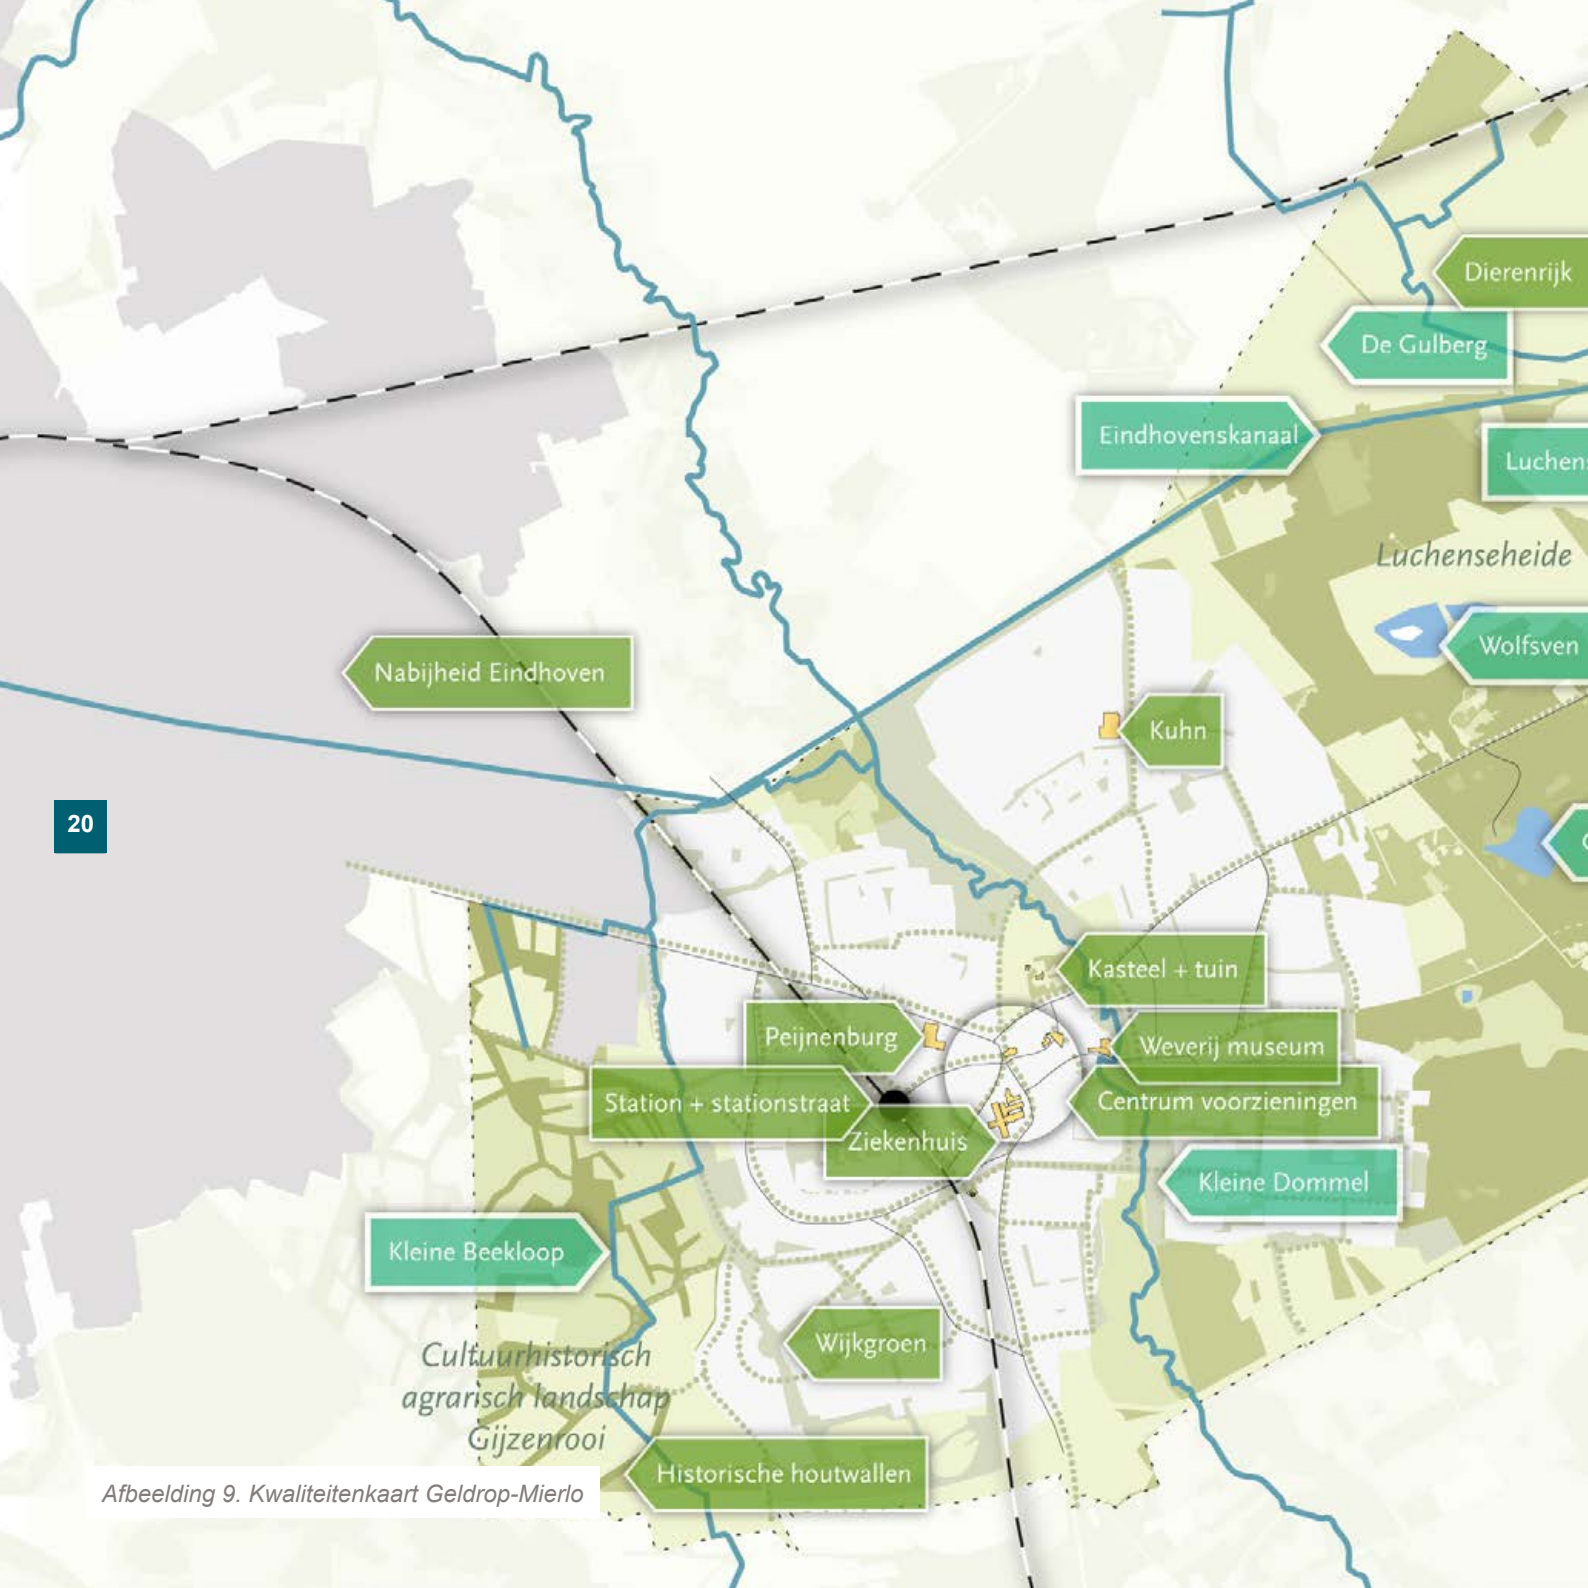 Dierenrijk
De Gulberg
Eindhovenskanaal
Luchens
Luchenseheide
Wolfsven
Nabijheid Eindhoven
Kuhn
20
Kasteel + tuin
Peijnenburg
Weverij museum
Station + stationstraat
Centrum voorzieningen
Ziekenhuis
Kleine Dommel
Kleine Beekloop
Wijkgroen
Cultuurhistorisch
agrarisch landschap
Gijzenrooi
Historische houtwallen
Afbeelding 9. Kwaliteitenkaart Geldrop-Mierlo